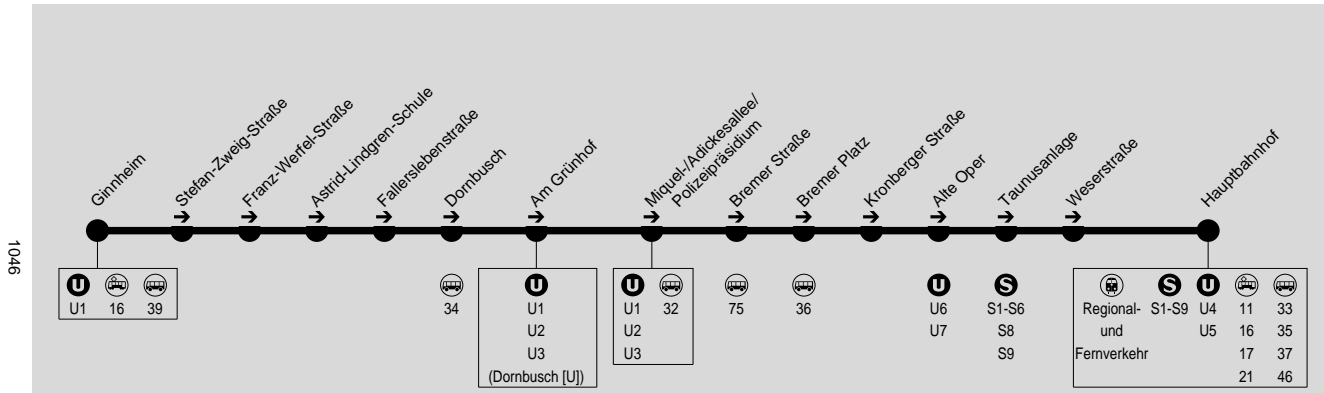 1046
Ginnheim
Stefan-Zweig-Straße
Franz-Werfel-Straße
Astrid-Lindgren-Schule
Fallerslebenstraße
Dornbusch
Am Grünhof
Miquel-/Adickesallee/
Polizeipräsidium
Bremer Straße
Bremer Platz
Kronberger Straße
Alte Oper
Taunusanlage
Weserstraße
Hauptbahnhof
U
U1 16 39
34
U
U1
U2
U3
(Dornbusch [U])
U
U1 32
U2
U3
75
36
U
U6
U7
S
S1-S6
S8
S9
S U
Regional- S1-S9 U4 11 33
und U5 16 35
Fernverkehr 17 37
21 46